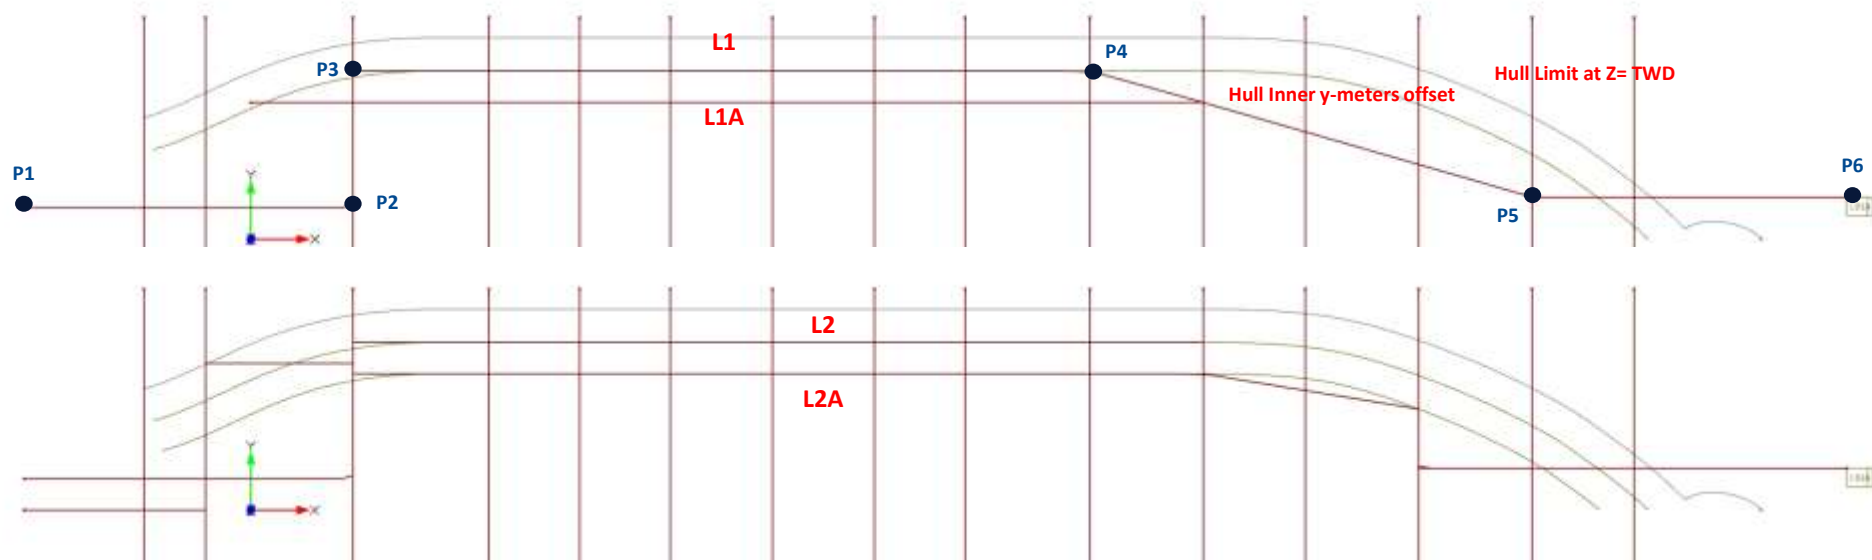 L1
P4
P3
Hull Limit at Z= TWD
Hull Inner y-meters offset
L1A
P1
P6
Y
P2
P5
X
L2
L2A
Y
X